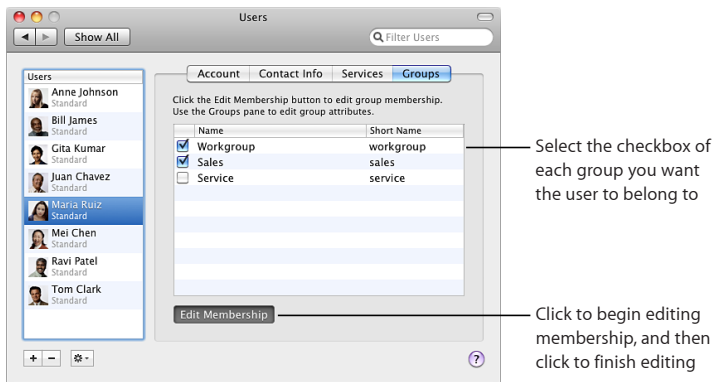 Users
Show All
Filter Users
Users
Anne Johnson
Standard
Bill James
Standard
Gita Kumar
Standard
Juan Chavez
Standard
Maria Ruiz
Standard
Mei Chen
Standard
Ravi Patel
Standard
Tom Clark
Standard
Account Contact Info Services Groups
Click the Edit Membership button to edit group membership.
Use the Groups pane to edit group attributes.
Name Short Name
Workgroup workgroup
Sales sales
Service service
Edit Membership
+ −
?
Select the checkbox of
each group you want
the user to belong to
Click to begin editing
membership, and then
click to finish editing